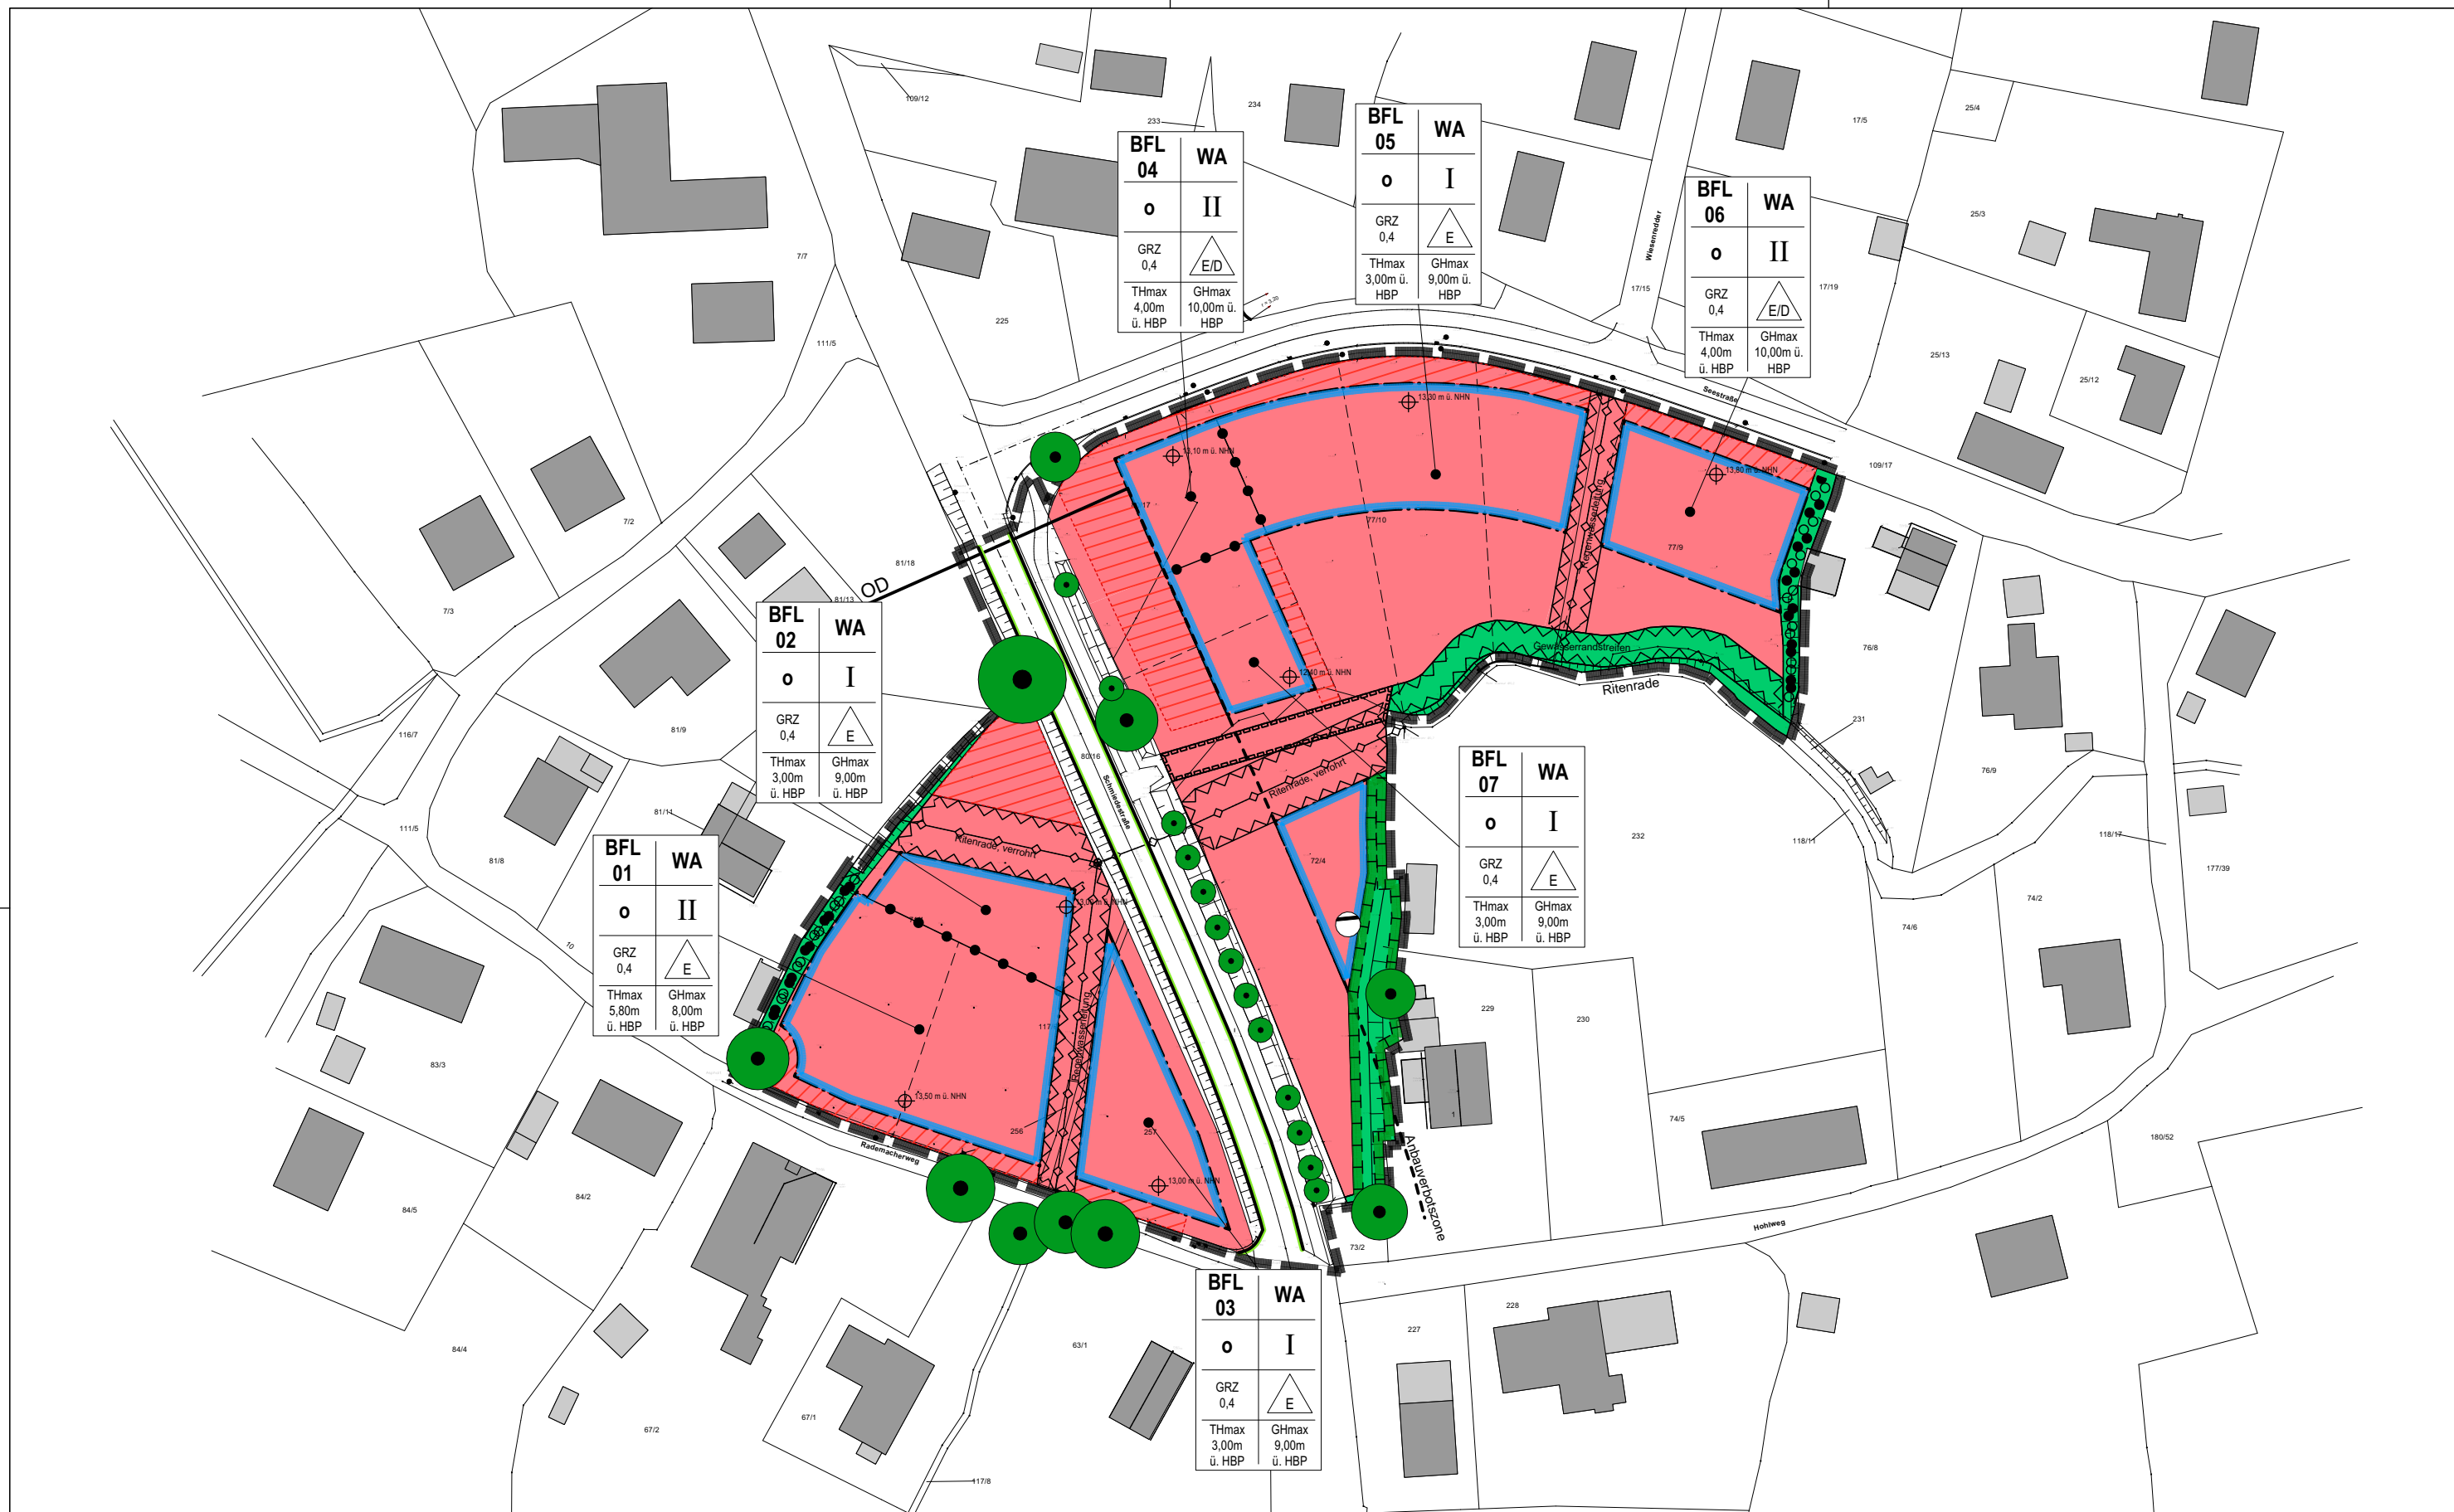 109/12
233
234
17/5
25/4
7/7
225
111/5
25/3
25/13
25/12
17/19
17/15
Wiesenredder
BFL 04
WA
o
II
GRZ 0,4
E/D
THmax 4,00m ü. HBP
GHmax 10,00m ü. HBP
BFL 05
WA
o
I
GRZ 0,4
E
THmax 3,00m ü. HBP
GHmax 9,00m ü. HBP
BFL 06
WA
o
II
GRZ 0,4
E/D
THmax 4,00m ü. HBP
GHmax 10,00m ü. HBP
Seestraße
109/17
13,30 m ü. NHN
13,10 m ü. NHN
13,80 m ü. NHN
17
77/10
77/9
Regenwasserleitung
7/2
7/3
81/18
81/13
OD
BFL 02
WA
o
I
GRZ 0,4
E
THmax 3,00m ü. HBP
GHmax 9,00m ü. HBP
12,40 m ü. NHN
Gewässerrandstreifen
Ritenrade
76/8
231
76/9
116/7
81/9
80/16
Schmiedestraße
Ritenrade, verrohrt
BFL 07
WA
o
I
GRZ 0,4
E
THmax 3,00m ü. HBP
GHmax 9,00m ü. HBP
111/5
81/8
81/11
BFL 01
WA
o
II
GRZ 0,4
E
THmax 5,80m ü. HBP
GHmax 8,00m ü. HBP
Ritenrade, verrohrt
13,00 m ü. NHN
72/4
232
118/11
118/17
177/39
74/2
74/6
10
117
Regenwasserleitung
229
230
83/3
13,50 m ü. NHN
256
257
1
74/5
180/52
Rademacherweg
13,00 m ü. NHN
Anbauverbotszone
84/2
84/5
73/2
Hohlweg
BFL 03
WA
o
I
GRZ 0,4
E
THmax 3,00m ü. HBP
GHmax 9,00m ü. HBP
84/4
63/1
227
228
67/1
67/2
117/8